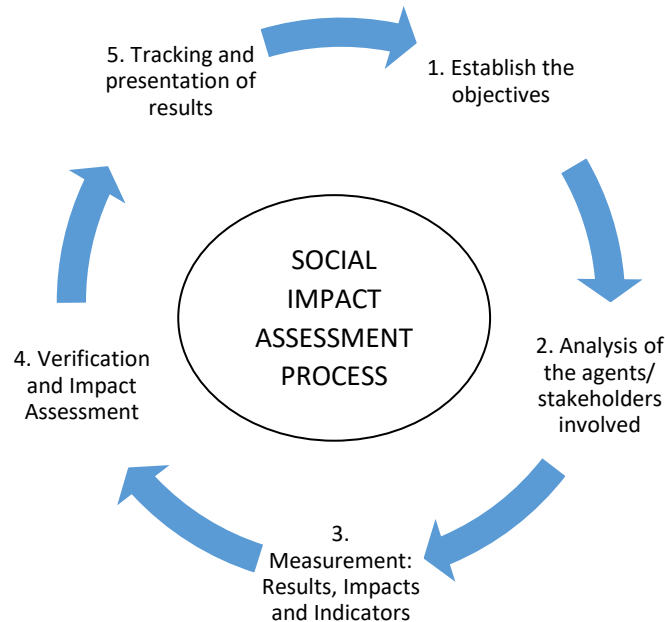 SOCIAL
IMPACT
ASSESSMENT
PROCESS
1. Establish the
objectives
2. Analysis of
the agents/
stakeholders
involved
3.
Measurement:
Results, Impacts
and Indicators
4. Verification
and Impact
Assessment
5. Tracking and
presentation of
results